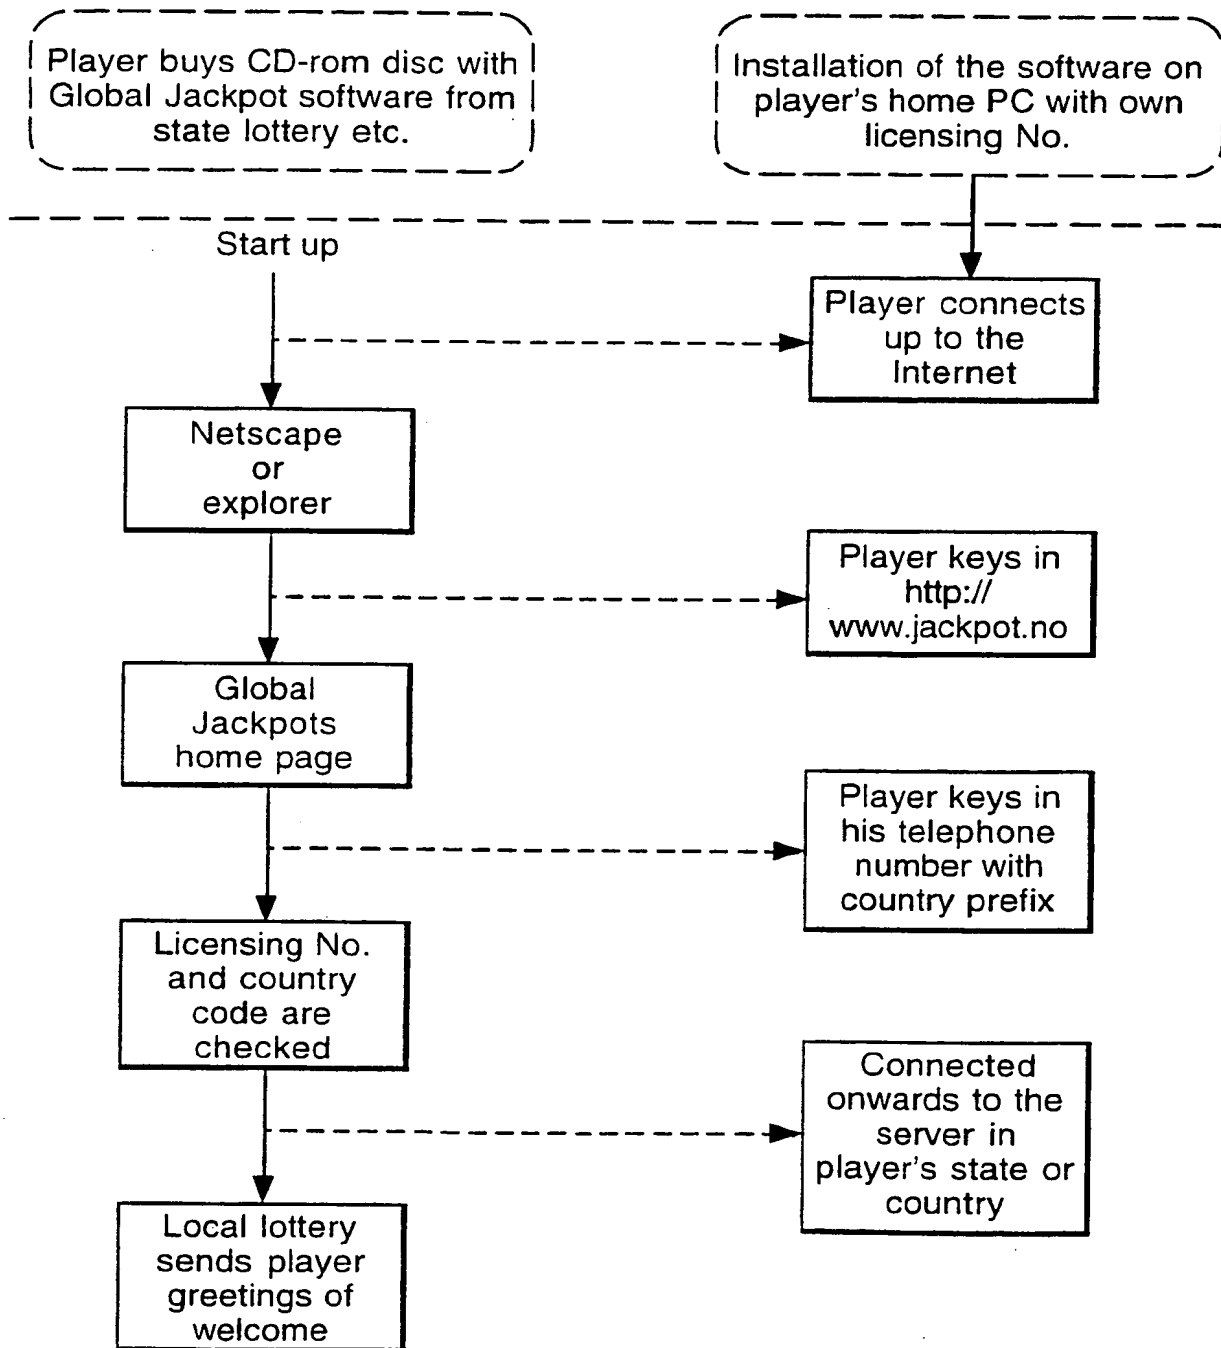 Player buys CD-rom disc with
Global Jackpot software from
state lottery etc.
Installation of the software on
player's home PC with own
licensing No.
Start up
Player connects
up to the
Internet
Netscape
or
explorer
Player keys in
http://
www.jackpot.no
Global
Jackpots
home page
Player keys in
his telephone
number with
country prefix
Licensing No.
and country
code are
checked
Connected
onwards to the
server in
player's state or
country
Local lottery
sends player
greetings of
welcome